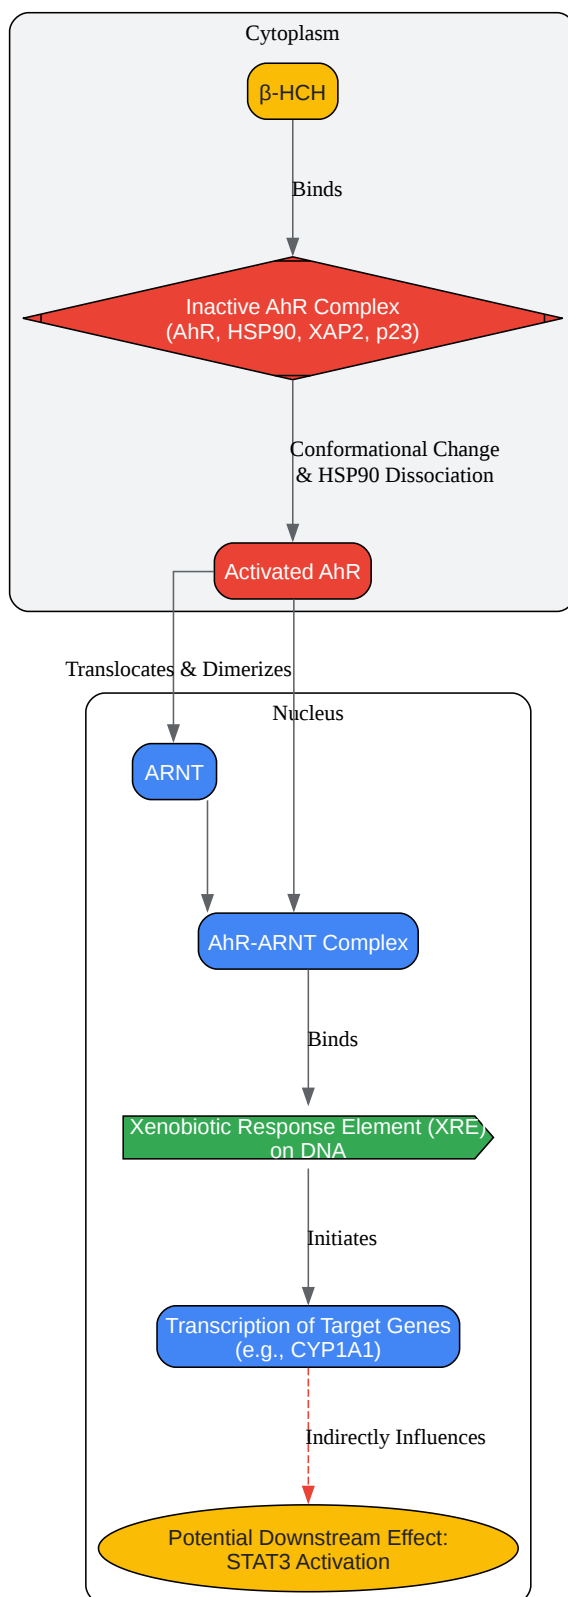 Cytoplasm
β-HCH
Binds
Inactive AhR Complex
(AhR, HSP90, XAP2, p23)
Conformational Change
& HSP90 Dissociation
Activated AhR
Translocates & Dimerizes
Nucleus
ARNT
AhR-ARNT Complex
Binds
Xenobiotic Response Element (XRE)
on DNA
Initiates
Transcription of Target Genes
(e.g., CYP1A1)
Indirectly Influences
Potential Downstream Effect:
STAT3 Activation